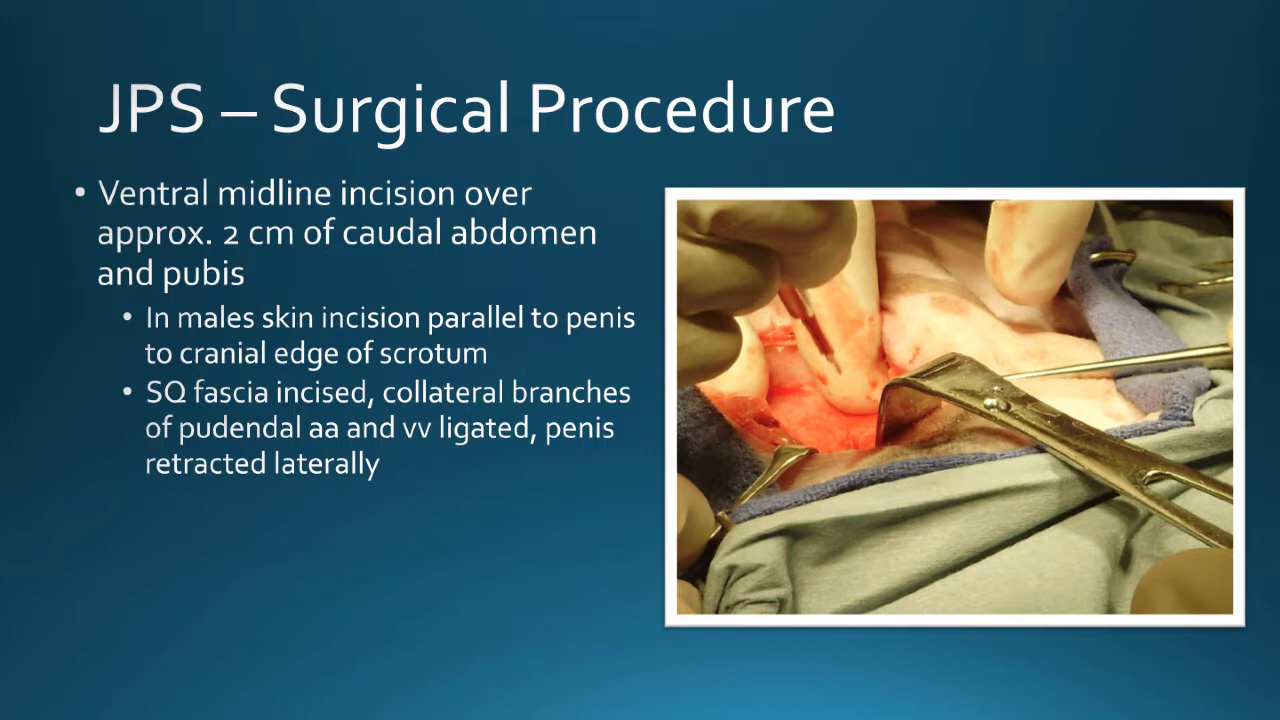 JPS – Surgical Procedure
• Ventral midline incision over
approx. 2 cm of caudal abdomen
and pubis
• In males skin incision parallel to penis
to cranial edge of scrotum
• SQ fascia incised, collateral branches
of pudendal aa and vv ligated, penis
retracted laterally